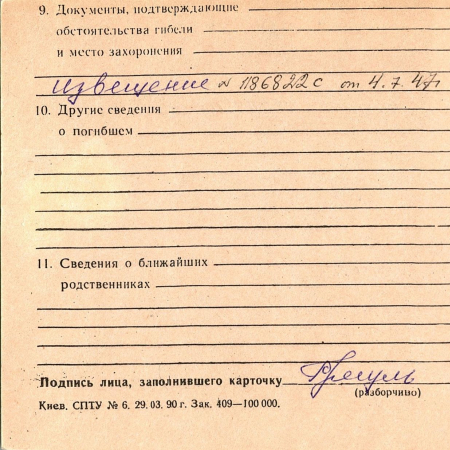 9. Документы, подтверждающие
обстоятельства гибели
и место захоронения
Извещение № 1186822с от 4.7.47г
10. Другие сведения
о погибшем
11. Сведения о ближайших
родственниках
Подпись лица, заполнившего карточку
(разборчиво)
Киев. СПТУ № 6. 29.03.90 г. Зак. 409—100 000.